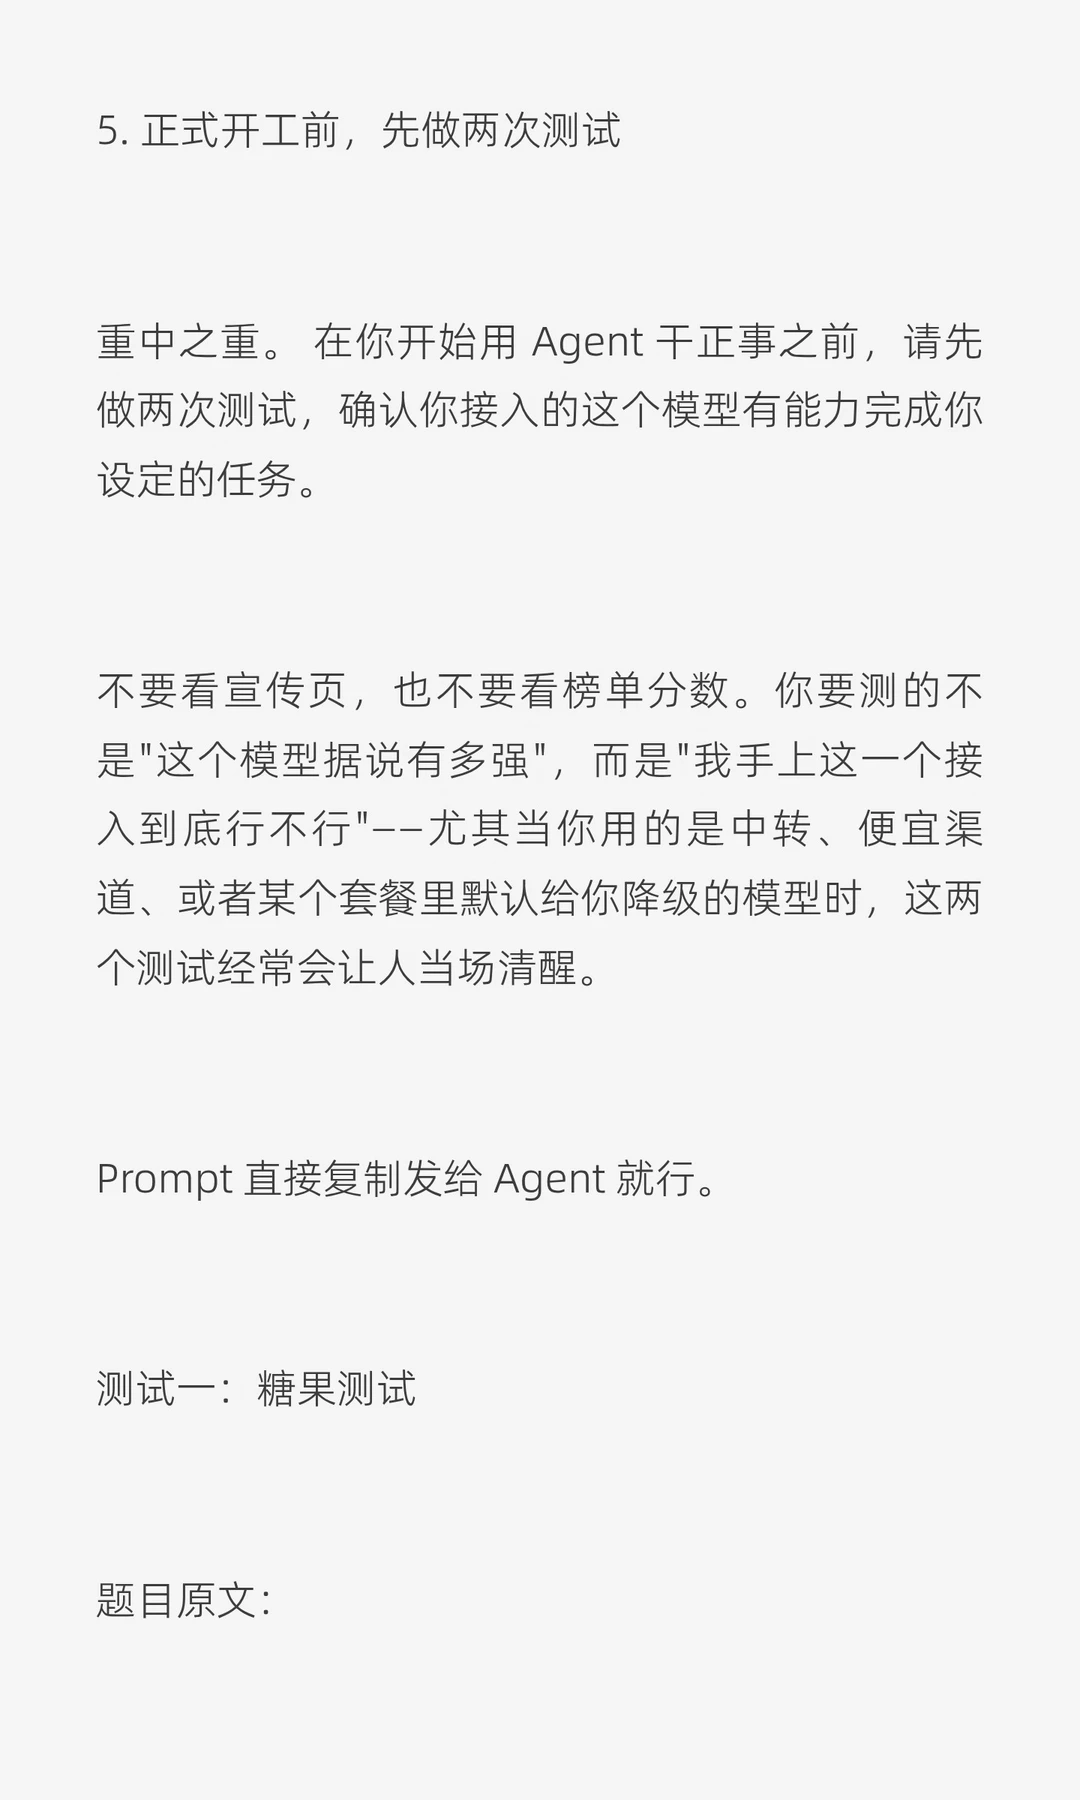 5. 正式开工前，先做两次测试
重中之重。 在你开始用 Agent 干正事之前，请先
做两次测试，确认你接入的这个模型有能力完成你
设定的任务。
不要看宣传页，也不要看榜单分数。你要测的不
是"这个模型据说有多强"，而是"我手上这一个接
入到底行不行"——尤其当你用的是中转、便宜渠
道、或者某个套餐里默认给你降级的模型时，这两
个测试经常会让人当场清醒。
Prompt 直接复制发给 Agent 就行。
测试一：糖果测试
题目原文：